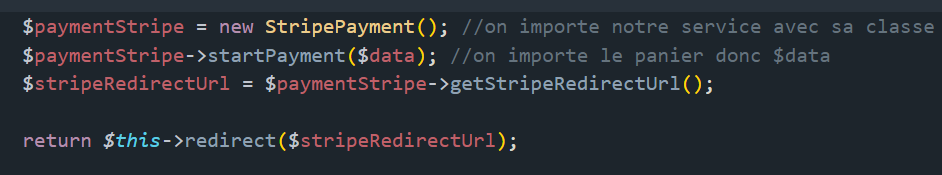 $paymentStripe = new StripePayment(); //on importe notre service avec sa classe
$paymentStripe->startPayment($data); //on importe le panier donc $data
$stripeRedirectUrl = $paymentStripe->getStripeRedirectUrl();
return $this->redirect($stripeRedirectUrl);